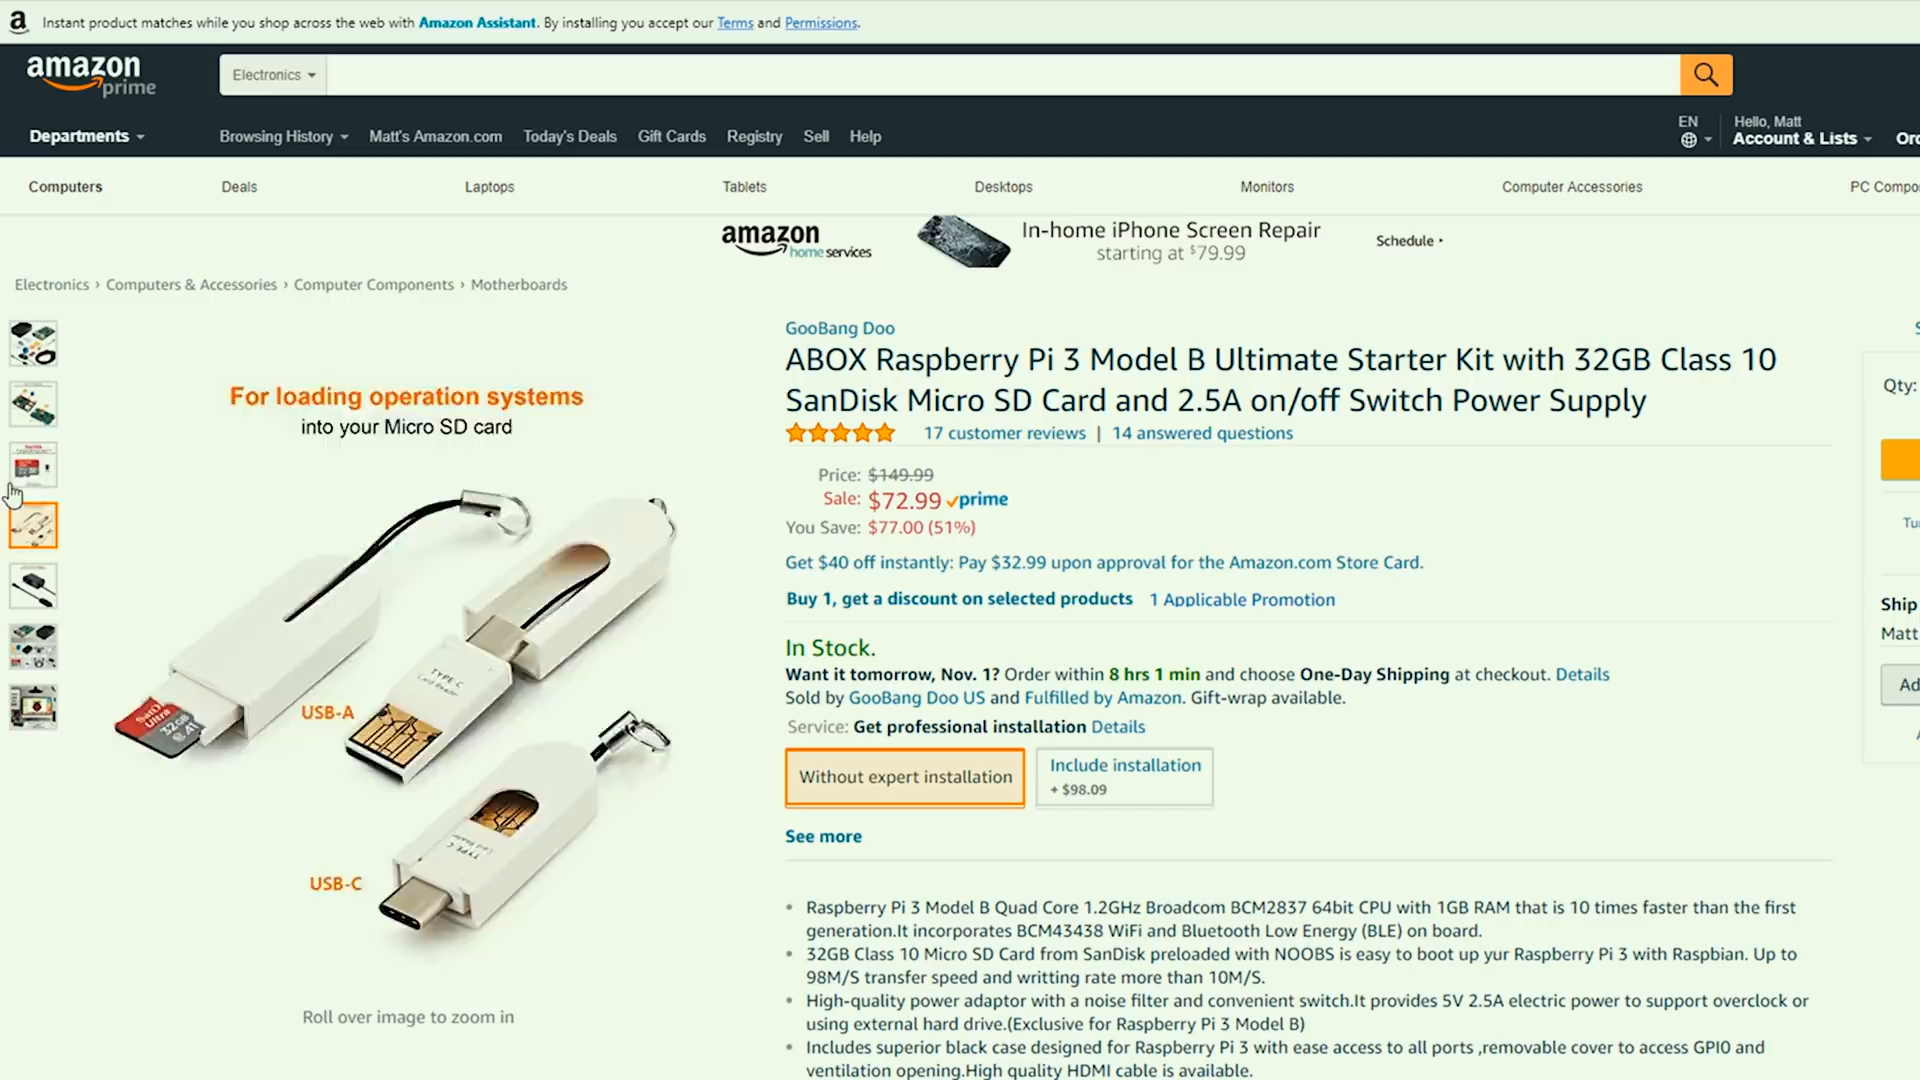 Instant product matches while you shop across the web with Amazon Assistant. By installing you accept our Terms and Permissions.
amazon prime
Electronics
Departments
Browsing History
Matt's Amazon.com
Today's Deals
Gift Cards
Registry
Sell
Help
EN
Hello, Matt
Account & Lists
Computers
Deals
Laptops
Tablets
Desktops
Monitors
Computer Accessories
PC
amazon home services
In-home iPhone Screen Repair
starting at $79.99
Schedule
Electronics › Computers & Accessories › Computer Components › Motherboards
For loading operation systems
into your Micro SD card
SanDisk
Ultra
32GB
A1
USB-A
TYPE-C
Card Reader
USB-C
TYPE-C
Roll over image to zoom in
GooBang Doo
ABOX Raspberry Pi 3 Model B Ultimate Starter Kit with 32GB Class 10
SanDisk Micro SD Card and 2.5A on/off Switch Power Supply
17 customer reviews | 14 answered questions
Price: $149.99
Sale: $72.99 prime
You Save: $77.00 (51%)
Get $40 off instantly: Pay $32.99 upon approval for the Amazon.com Store Card.
Buy 1, get a discount on selected products 1 Applicable Promotion
In Stock.
Want it tomorrow, Nov. 1? Order within 8 hrs 1 min and choose One-Day Shipping at checkout. Details
Sold by GooBang Doo US and Fulfilled by Amazon. Gift-wrap available.
Service: Get professional installation Details
Without expert installation
Include installation
+ $98.09
See more
• Raspberry Pi 3 Model B Quad Core 1.2GHz Broadcom BCM2837 64bit CPU with 1GB RAM that is 10 times faster than the first
generation.It incorporates BCM43438 WiFi and Bluetooth Low Energy (BLE) on board.
• 32GB Class 10 Micro SD Card from SanDisk preloaded with NOOBS is easy to boot up yur Raspberry Pi 3 with Raspbian. Up to
98M/S transfer speed and writting rate more than 10M/S.
• High-quality power adaptor with a noise filter and convenient switch.It provides 5V 2.5A electric power to support overclock or
using external hard drive.(Exclusive for Raspberry Pi 3 Model B)
• Includes superior black case designed for Raspberry Pi 3 with ease access to all ports ,removable cover to access GPIO and
ventilation opening.High quality HDMI cable is available.
Qty:
Ship
Matt